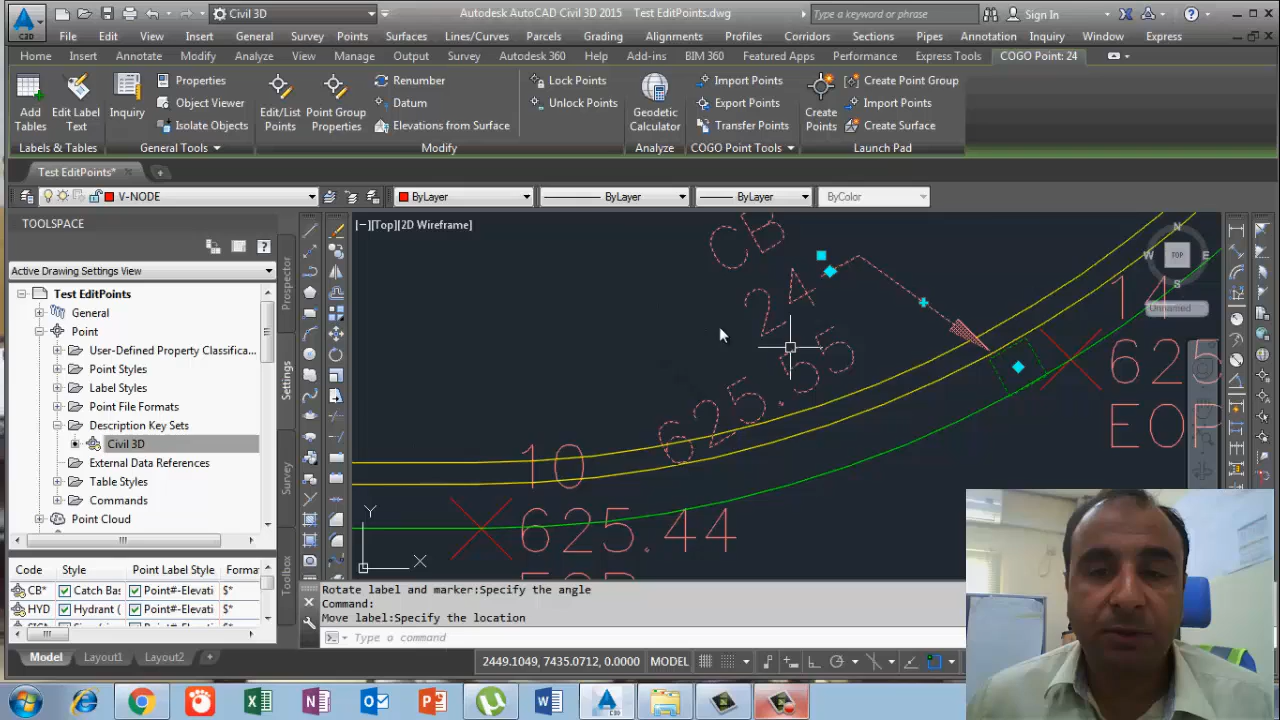 Civil 3D
Autodesk AutoCAD Civil 3D 2015 Test EditPoints.dwg
Type a keyword or phrase
Sign In
C3D
File Edit View Insert General Survey Points Surfaces Lines/Curves Parcels Grading Alignments Profiles Corridors Sections Pipes Annotation Inquiry Window Express
Home Insert Annotate Modify Analyze View Manage Output Survey Autodesk 360 Help Add-ins BIM 360 Featured Apps Performance Express Tools COGO Point: 24
Properties Renumber Lock Points Import Points Create Point Group
Object Viewer Datum Unlock Points Export Points Import Points
Add Tables Edit Label Text Inquiry Isolate Objects Edit/List Points Point Group Properties Elevations from Surface Geodetic Calculator Transfer Points Create Points Create Surface
Labels & Tables General Tools Modify Analyze COGO Point Tools Launch Pad
Test EditPoints*
V-NODE ByLayer ByLayer ByLayer ByColor
TOOLSPACE
[−][Top][2D Wireframe]
Active Drawing Settings View
Test EditPoints
General
Point
User-Defined Property Classifica...
Point Styles
Label Styles
Point File Formats
Description Key Sets
Civil 3D
External Data References
Table Styles
Commands
Point Cloud
Prospector
Settings
Survey
Toolbox
Code Style Point Label Style Forma
CB* Catch Bas Point#-Elevati $*
HYD Hydrant ( Point#-Elevati $*
CB
24
625.55
10
625.44
14
625
EOP
N
W TOP E
S
Unnamed
Y
X
Rotate label and marker:Specify the angle
Command:
Move label:Specify the location
Type a command
Model Layout1 Layout2
2449.1049, 7435.0712, 0.0000 MODEL